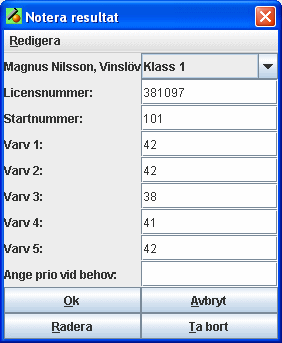 Notera resultat
Redigera
Magnus Nilsson, Vinslöv Klass 1
Licensnummer: 381097
Startnummer: 101
Varv 1: 42
Varv 2: 42
Varv 3: 38
Varv 4: 41
Varv 5: 42
Ange prio vid behov:
Ok Avbryt
Radera Ta bort